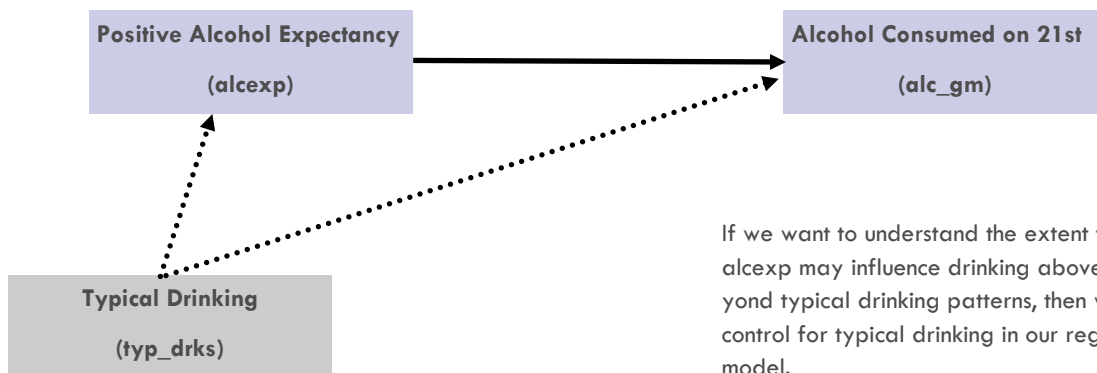 Positive Alcohol Expectancy
(alcexp)
Alcohol Consumed on 21st
(alc_gm)
Typical Drinking
(typ_drks)
If we want to understand the extent
alcexp may influence drinking above
yond typical drinking patterns, then
control for typical drinking in our reg
model.